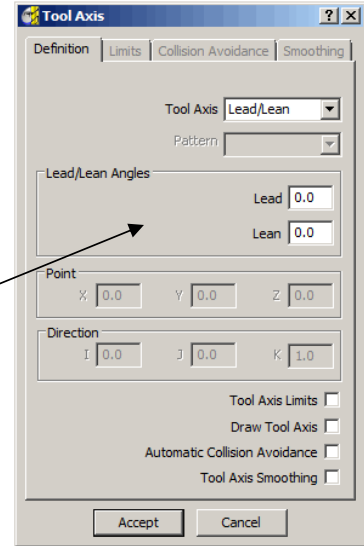 Tool Axis
Definition Limits Collision Avoidance Smoothing
Tool Axis Lead/Lean
Pattern
Lead/Lean Angles
Lead 0.0
Lean 0.0
Point
X 0.0 Y 0.0 Z 0.0
Direction
I 0.0 J 0.0 K 1.0
Tool Axis Limits
Draw Tool Axis
Automatic Collision Avoidance
Tool Axis Smoothing
Accept Cancel